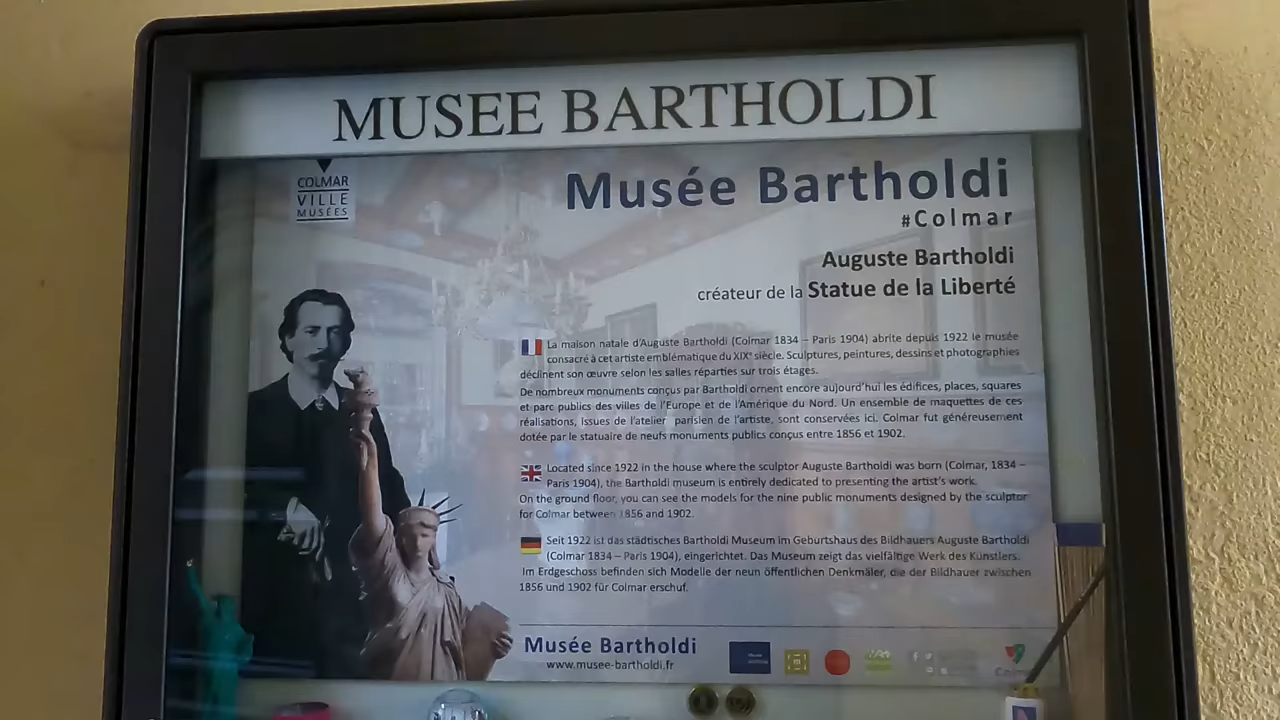 MUSEE BARTHOLDI
COLMAR
VILLE
MUSÉES
Musée Bartholdi
#Colmar
Auguste Bartholdi
créateur de la Statue de la Liberté
La maison natale d'Auguste Bartholdi (Colmar 1834 – Paris 1904) abrite depuis 1922 le musée
consacré à cet artiste emblématique du XIXe siècle. Sculptures, peintures, dessins et photographies
déclinent son œuvre selon les salles réparties sur trois étages.
De nombreux monuments conçus par Bartholdi ornent encore aujourd'hui les édifices, places, squares
et parc publics des villes de l'Europe et de l'Amérique du Nord. Un ensemble de maquettes de ces
réalisations, issues de l'atelier parisien de l'artiste, sont conservées ici. Colmar fut généreusement
dotée par le statuaire de neufs monuments publics conçus entre 1856 et 1902.
Located since 1922 in the house where the sculptor Auguste Bartholdi was born (Colmar, 1834 –
Paris 1904), the Bartholdi museum is entirely dedicated to presenting the artist's work.
On the ground floor, you can see the models for the nine public monuments designed by the sculptor
for Colmar between 1856 and 1902.
Seit 1922 ist das städtisches Bartholdi Museum im Geburtshaus des Bildhauers Auguste Bartholdi
(Colmar 1834 – Paris 1904), eingerichtet. Das Museum zeigt das vielfältige Werk des Künstlers.
Im Erdgeschoss befinden sich Modelle der neun öffentlichen Denkmäler, die der Bildhauer zwischen
1856 und 1902 für Colmar erschuf.
Musée Bartholdi
www.musee-bartholdi.fr